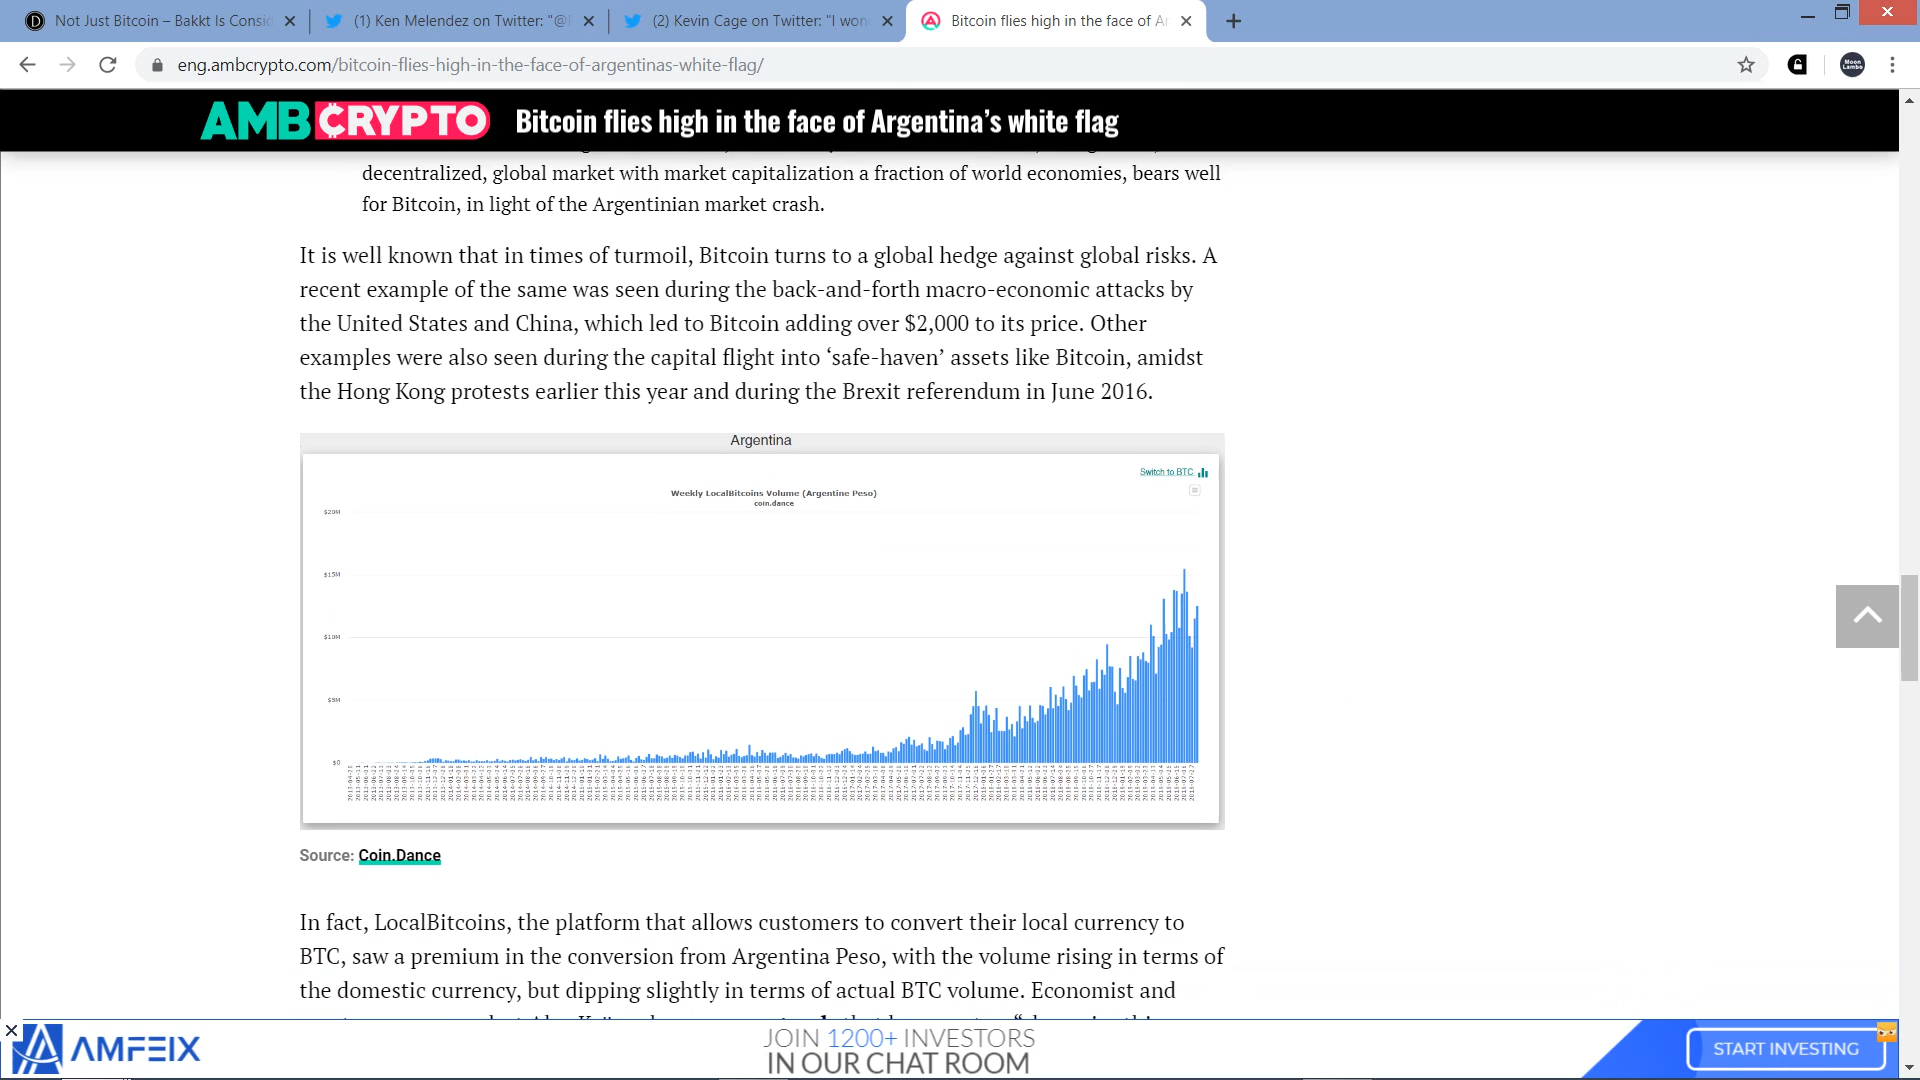 Not Just Bitcoin – Bakkt Is Consid
(1) Ken Melendez on Twitter: "@
(2) Kevin Cage on Twitter: "I won
Bitcoin flies high in the face of Ar
eng.ambcrypto.com/bitcoin-flies-high-in-the-face-of-argentinas-white-flag/
Moon Lambo
AMBCRYPTO
Bitcoin flies high in the face of Argentina's white flag
decentralized, global market with market capitalization a fraction of world economies, bears well
for Bitcoin, in light of the Argentinian market crash.
It is well known that in times of turmoil, Bitcoin turns to a global hedge against global risks. A
recent example of the same was seen during the back-and-forth macro-economic attacks by
the United States and China, which led to Bitcoin adding over $2,000 to its price. Other
examples were also seen during the capital flight into ‘safe-haven’ assets like Bitcoin, amidst
the Hong Kong protests earlier this year and during the Brexit referendum in June 2016.
Argentina
Switch to BTC
Weekly LocalBitcoins Volume (Argentine Peso)
coin.dance
$20M
$15M
$10M
$5M
$0
Source: Coin.Dance
In fact, LocalBitcoins, the platform that allows customers to convert their local currency to
BTC, saw a premium in the conversion from Argentina Peso, with the volume rising in terms of
the domestic currency, but dipping slightly in terms of actual BTC volume. Economist and
AMFEIX
JOIN 1200+ INVESTORS
IN OUR CHAT ROOM
START INVESTING